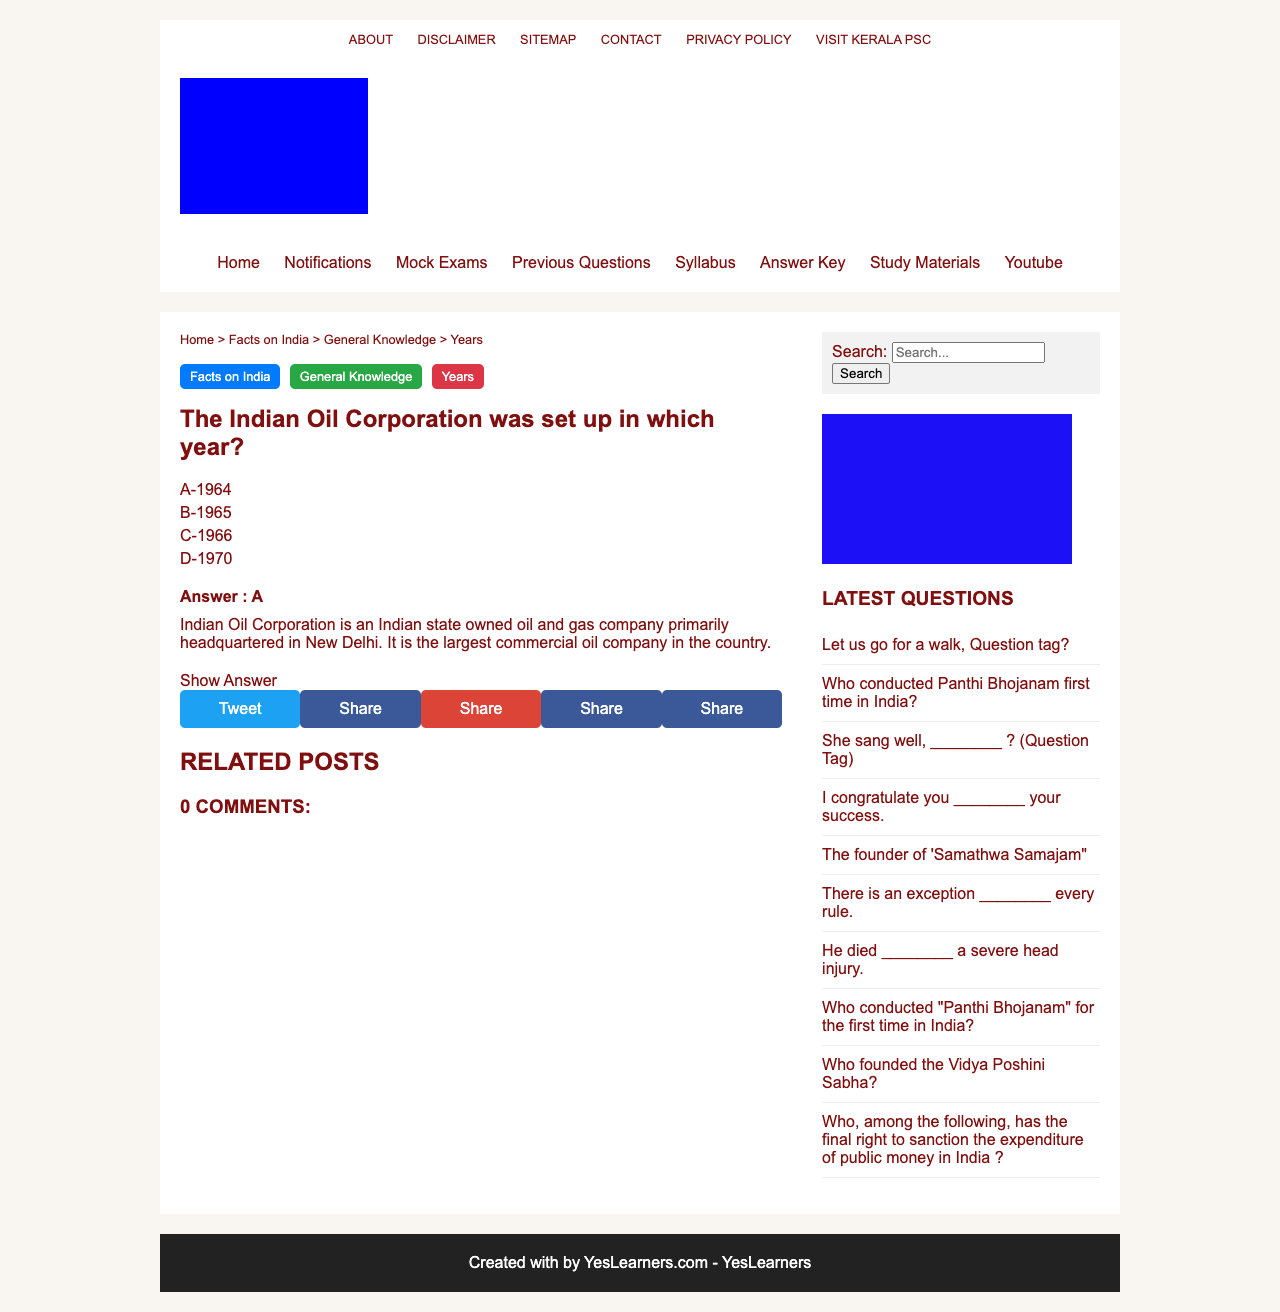 ABOUT DISCLAIMER SITEMAP CONTACT PRIVACY POLICY VISIT KERALA PSC
Home Notifications Mock Exams Previous Questions Syllabus Answer Key Study Materials Youtube
Home > Facts on India > General Knowledge > Years
Facts on India General Knowledge Years
The Indian Oil Corporation was set up in which
year?
A-1964
B-1965
C-1966
D-1970
Answer : A
Indian Oil Corporation is an Indian state owned oil and gas company primarily
headquartered in New Delhi. It is the largest commercial oil company in the country.
Show Answer
Tweet Share Share Share Share
RELATED POSTS
0 COMMENTS:
Search: Search...
Search
LATEST QUESTIONS
Let us go for a walk, Question tag?
Who conducted Panthi Bhojanam first
time in India?
She sang well, ________ ? (Question
Tag)
I congratulate you ________ your
success.
The founder of 'Samathwa Samajam"
There is an exception ________ every
rule.
He died ________ a severe head
injury.
Who conducted "Panthi Bhojanam" for
the first time in India?
Who founded the Vidya Poshini
Sabha?
Who, among the following, has the
final right to sanction the expenditure
of public money in India ?
Created with by YesLearners.com - YesLearners